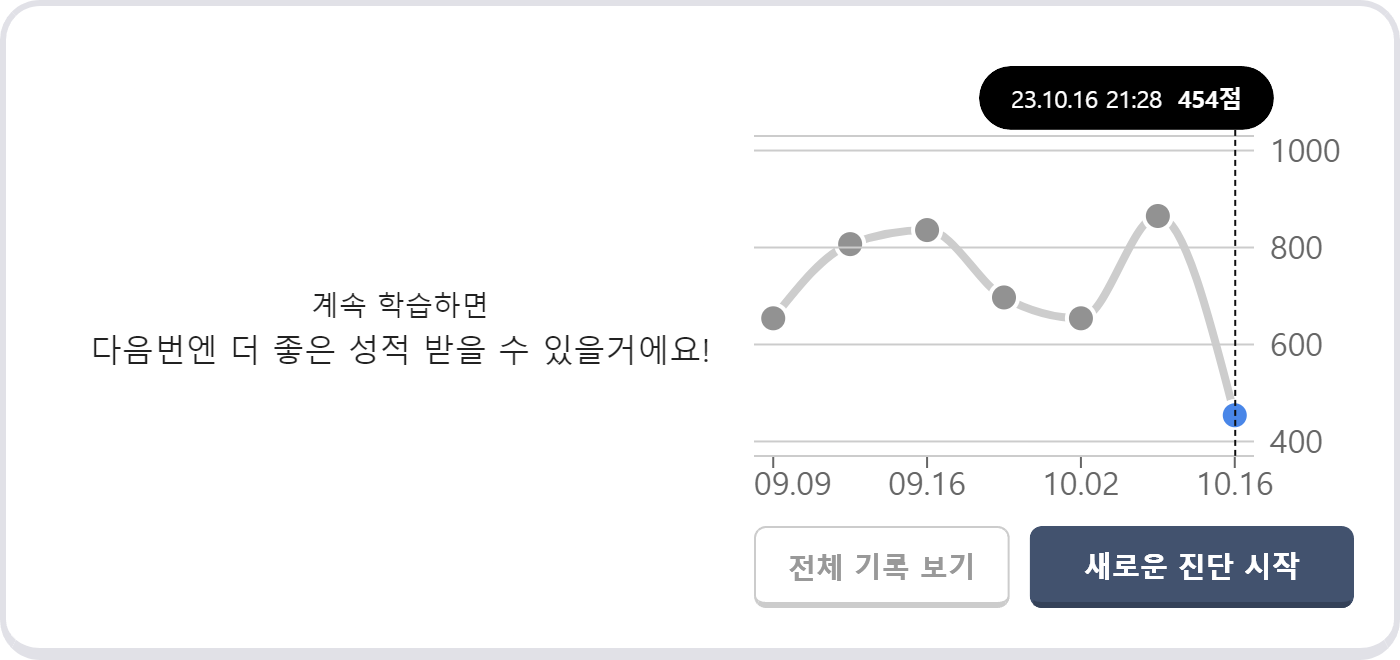 23.10.16 21:28 454점
계속 학습하면
다음번엔 더 좋은 성적 받을 수 있을거에요!
1000
800
600
400
09.09 09.16 10.02 10.16
전체 기록 보기 새로운 진단 시작